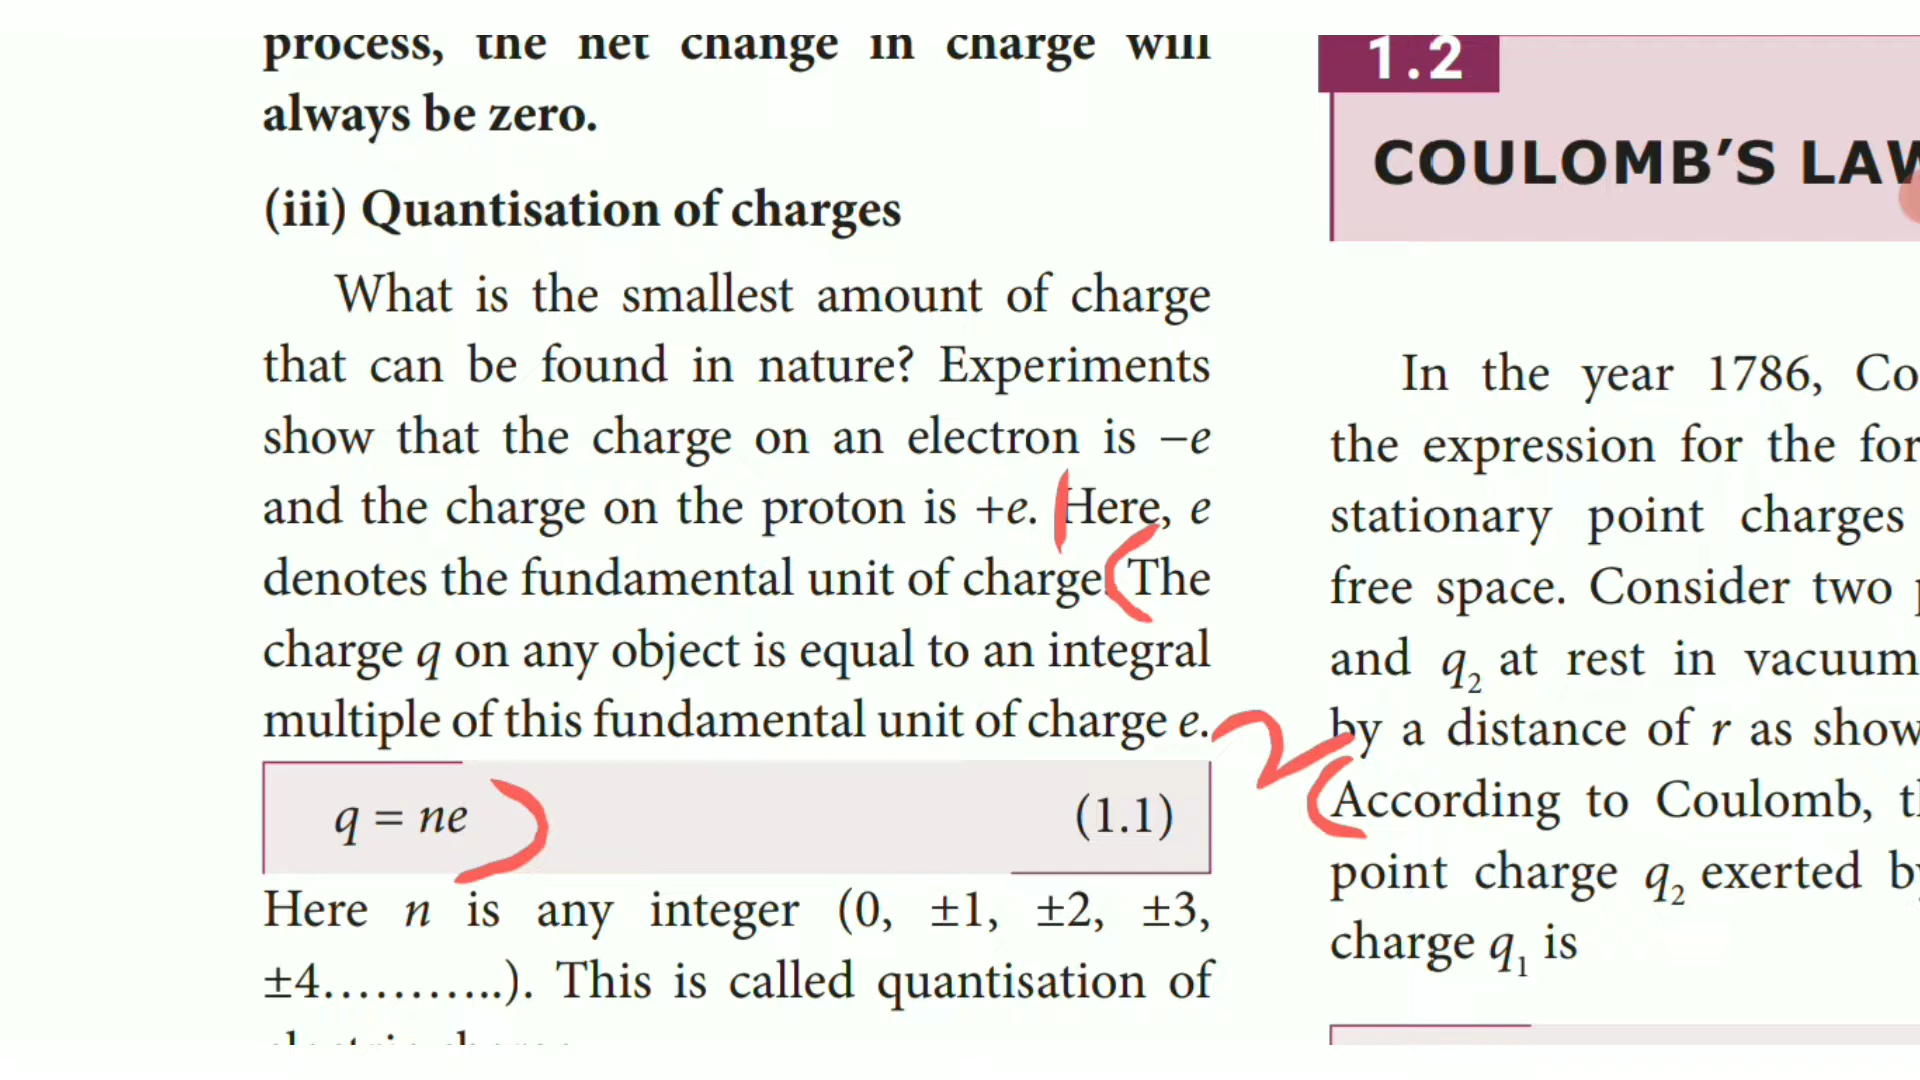 process, the net change in charge will
always be zero.
(iii) Quantisation of charges
What is the smallest amount of charge
that can be found in nature? Experiments
show that the charge on an electron is −e
and the charge on the proton is +e. Here, e
denotes the fundamental unit of charge. The
charge q on any object is equal to an integral
multiple of this fundamental unit of charge e.
q = ne (1.1)
Here n is any integer (0, ±1, ±2, ±3,
±4………..). This is called quantisation of
electric charge.
1.2
COULOMB’S LAW
In the year 1786, Co
the expression for the for
stationary point charges
free space. Consider two
and q₂ at rest in vacuum
by a distance of r as show
According to Coulomb, th
point charge q₂ exerted by
charge q₁ is